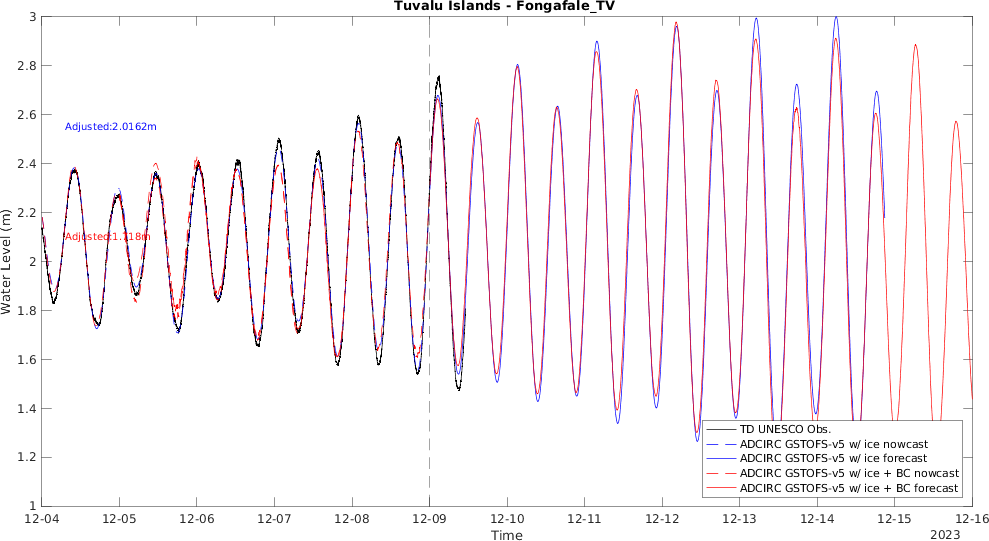 Tuvalu Islands - Fongafale_TV
3
2.8
2.6
2.4
2.2
2
1.8
1.6
1.4
1.2
1
Water Level (m)
Adjusted:2.0162m
Adjusted:1.118m
TD UNESCO Obs.
ADCIRC GSTOFS-v5 w/ ice nowcast
ADCIRC GSTOFS-v5 w/ ice forecast
ADCIRC GSTOFS-v5 w/ ice + BC nowcast
ADCIRC GSTOFS-v5 w/ ice + BC forecast
12-04 12-05 12-06 12-07 12-08 12-09 12-10 12-11 12-12 12-13 12-14 12-15 12-16
Time
2023